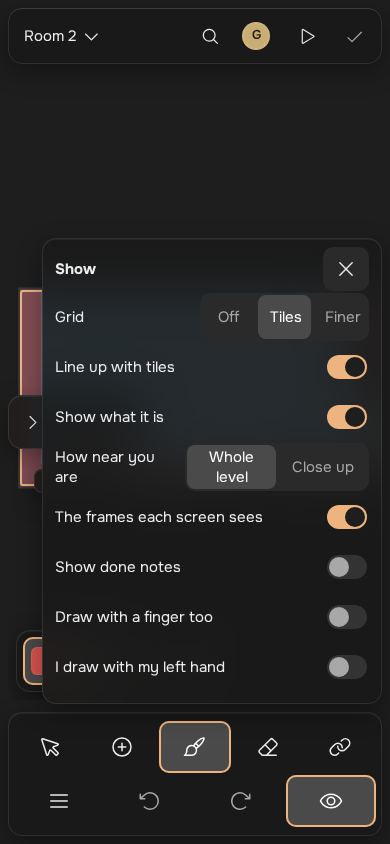 Room 2
G
Show
Grid
Off
Tiles
Finer
Line up with tiles
Show what it is
How near you
are
Whole
level
Close up
The frames each screen sees
Show done notes
Draw with a finger too
I draw with my left hand